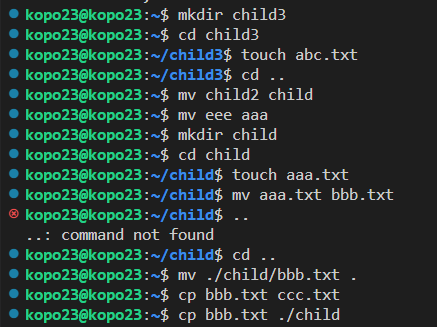 kopo23@kopo23:~$ mkdir child3
kopo23@kopo23:~$ cd child3
kopo23@kopo23:~/child3$ touch abc.txt
kopo23@kopo23:~/child3$ cd ..
kopo23@kopo23:~$ mv child2 child
kopo23@kopo23:~$ mv eee aaa
kopo23@kopo23:~$ mkdir child
kopo23@kopo23:~$ cd child
kopo23@kopo23:~/child$ touch aaa.txt
kopo23@kopo23:~/child$ mv aaa.txt bbb.txt
kopo23@kopo23:~/child$ ..
..: command not found
kopo23@kopo23:~/child$ cd ..
kopo23@kopo23:~$ mv ./child/bbb.txt .
kopo23@kopo23:~$ cp bbb.txt ccc.txt
kopo23@kopo23:~$ cp bbb.txt ./child